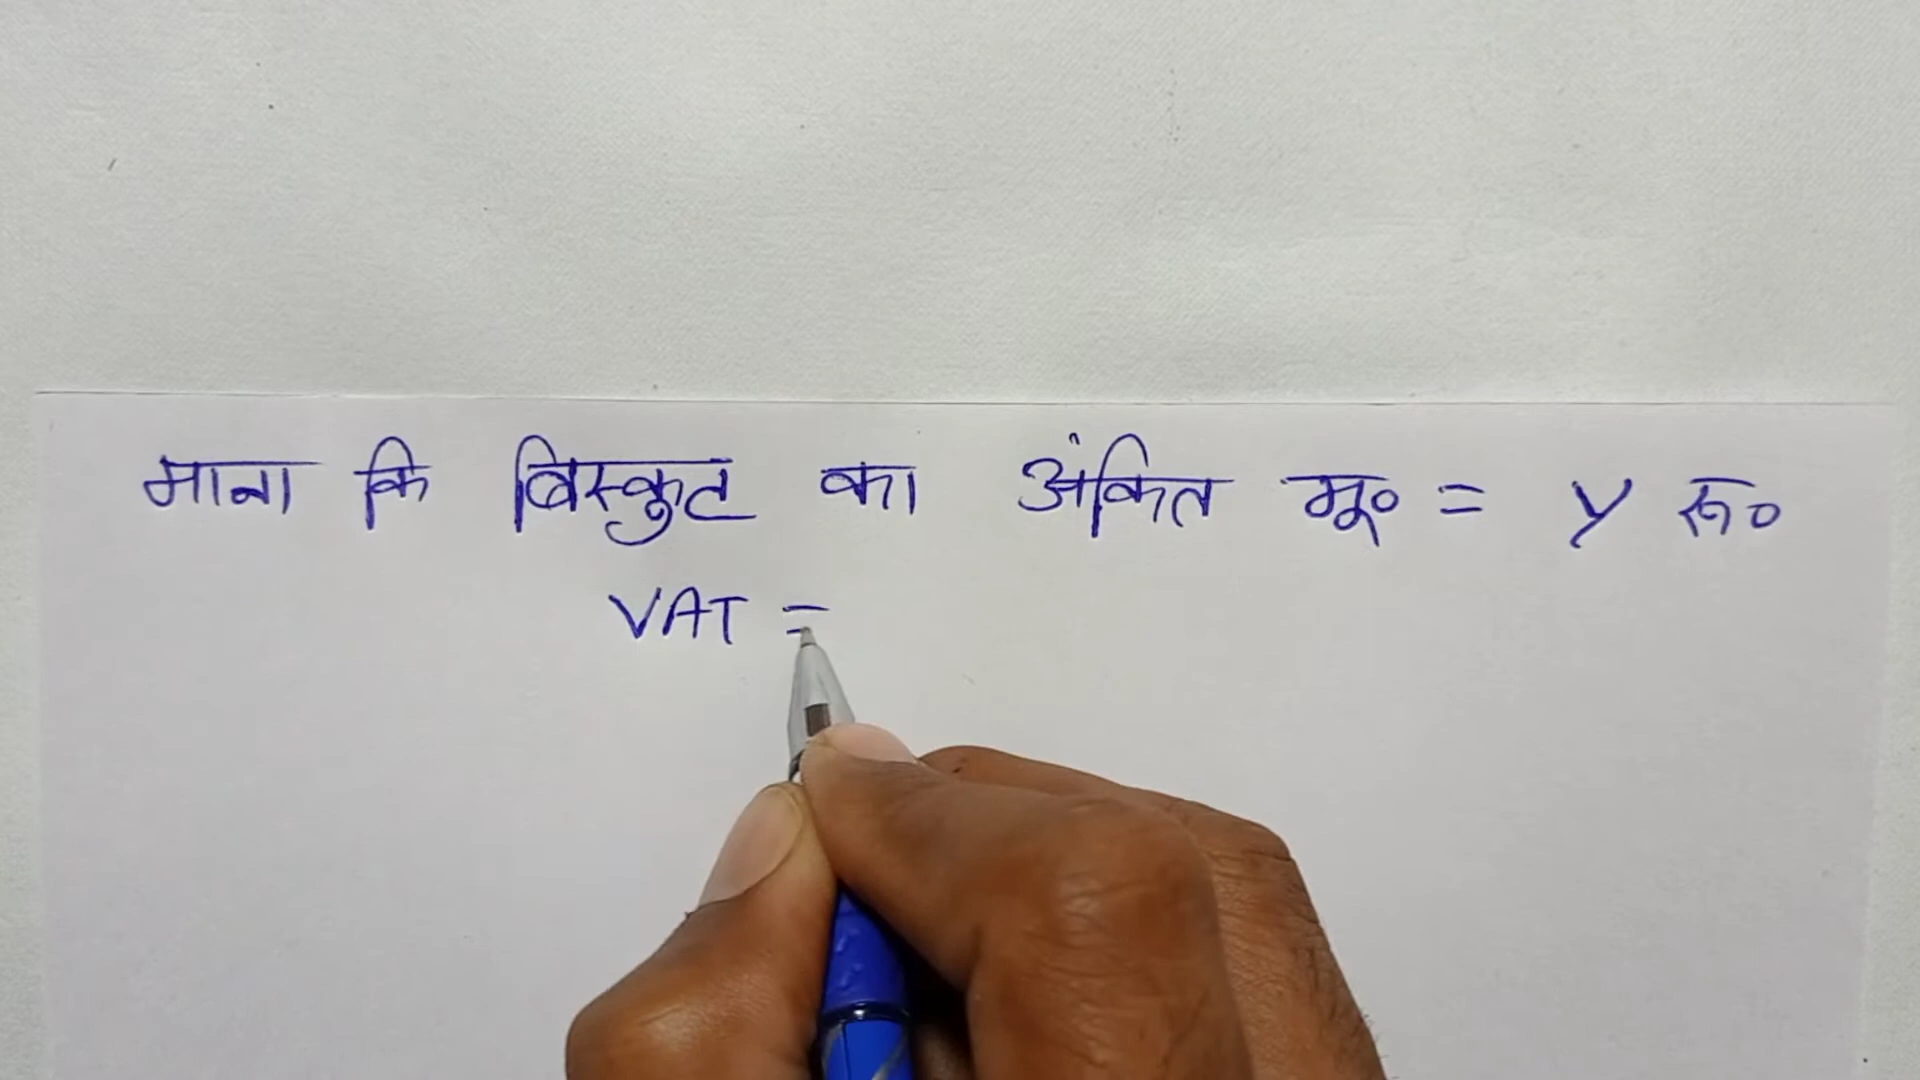 माना कि बिस्कुट का अंकित मू० = y रु०
VAT =